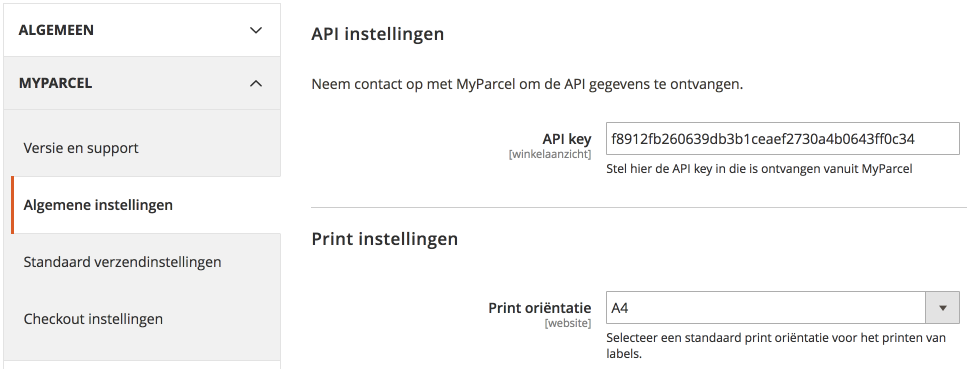 ALGEMEEN
MYPARCEL
Versie en support
Algemene instellingen
Standaard verzendinstellingen
Checkout instellingen
API instellingen
Neem contact op met MyParcel om de API gegevens te ontvangen.
API key
[winkelaanzicht]
f8912fb260639db3b1ceaef2730a4b0643ff0c34
Stel hier de API key in die is ontvangen vanuit MyParcel
Print instellingen
Print oriëntatie
[website]
A4
Selecteer een standaard print oriëntatie voor het printen van
labels.